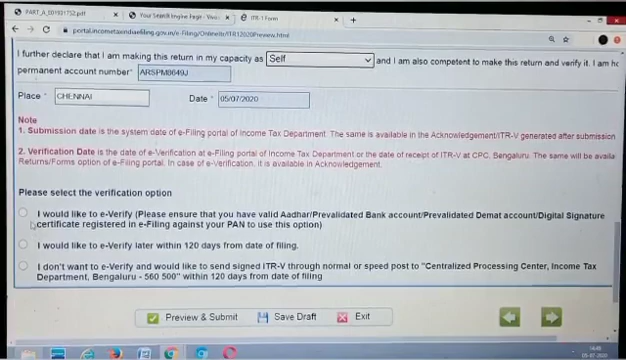 PART_A_E01931752.pdf
Your Search Engine Page - Vivo
ITR-1 Form
portal.incometaxindiaefiling.gov.in/e-Filing/OnlineItr/ITR12020Preview.html
I further declare that I am making this return in my capacity as Self and I am also competent to make this return and verify it. I am ho
permanent account number* ARSPM8649J
Place * CHENNAI Date * 05/07/2020
Note
1. Submission date is the system date of e-Filing portal of Income Tax Department. The same is available in the Acknowledgement/ITR-V generated after submission
2. Verification Date is the date of e-Verification at e-Filing portal of Income Tax Department or the date of receipt of ITR-V at CPC, Bengaluru. The same will be availa
Returns/Forms option of e-Filing portal. In case of e-Verification, it is available in Acknowledgement.
Please select the verification option
I would like to e-Verify (Please ensure that you have valid Aadhar/Prevalidated Bank account/Prevalidated Demat account/Digital Signature
certificate registered in e-Filing against your PAN to use this option)
I would like to e-Verify later within 120 days from date of filing.
I don't want to e-Verify and would like to send signed ITR-V through normal or speed post to "Centralized Processing Center, Income Tax
Department, Bengaluru - 560 500" within 120 days from date of filing
Preview & Submit Save Draft Exit
05-07-2020